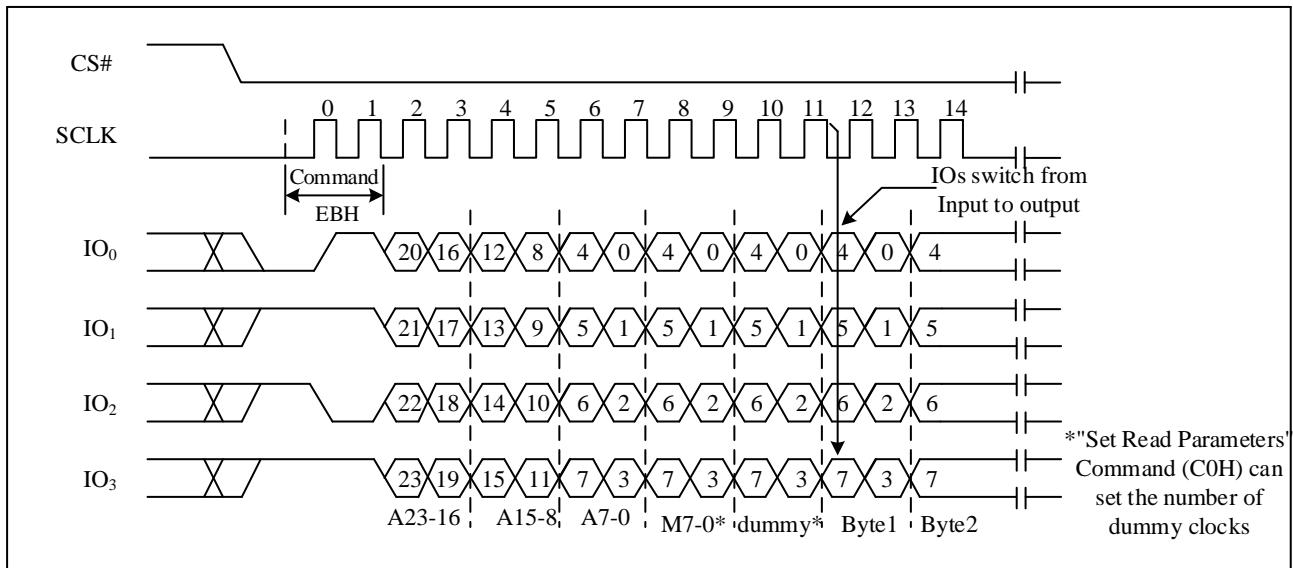 CS#
0 1 2 3 4 5 6 7 8 9 10 11 12 13 14
SCLK
Command
EBH
IOs switch from
Input to output
IO0 20 16 12 8 4 0 4 0 4 0 4 0 4
IO1 21 17 13 9 5 1 5 1 5 1 5 1 5
IO2 22 18 14 10 6 2 6 2 6 2 6 2 6
IO3 23 19 15 11 7 3 7 3 7 3 7 3 7
A23-16 A15-8 A7-0 M7-0* dummy* Byte1 Byte2
*"Set Read Parameters"
Command (C0H) can
set the number of
dummy clocks